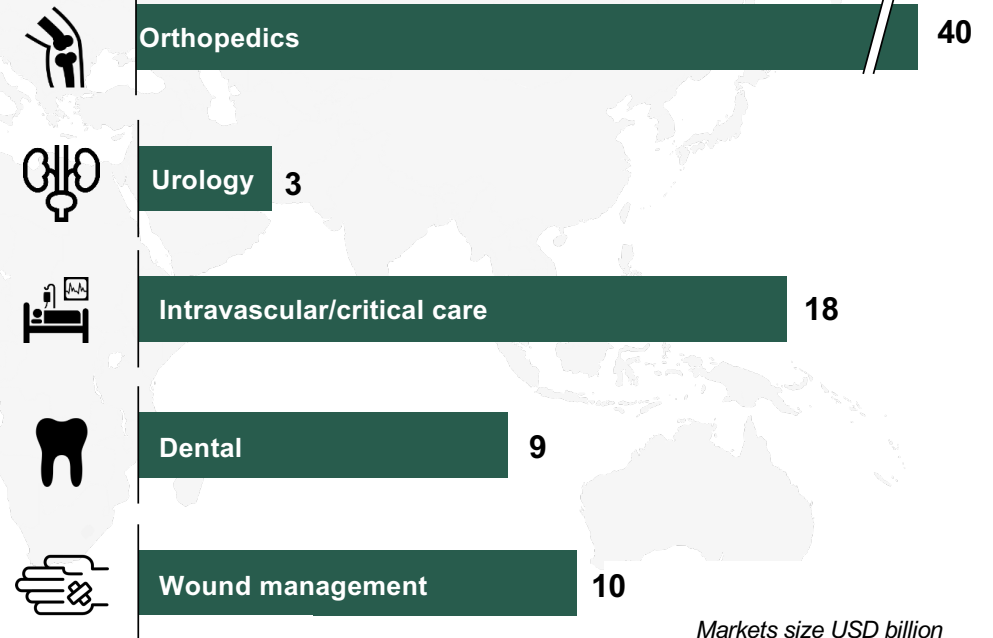 Orthopedics 40
Urology 3
Intravascular/critical care 18
Dental 9
Wound management 10
Markets size USD billion